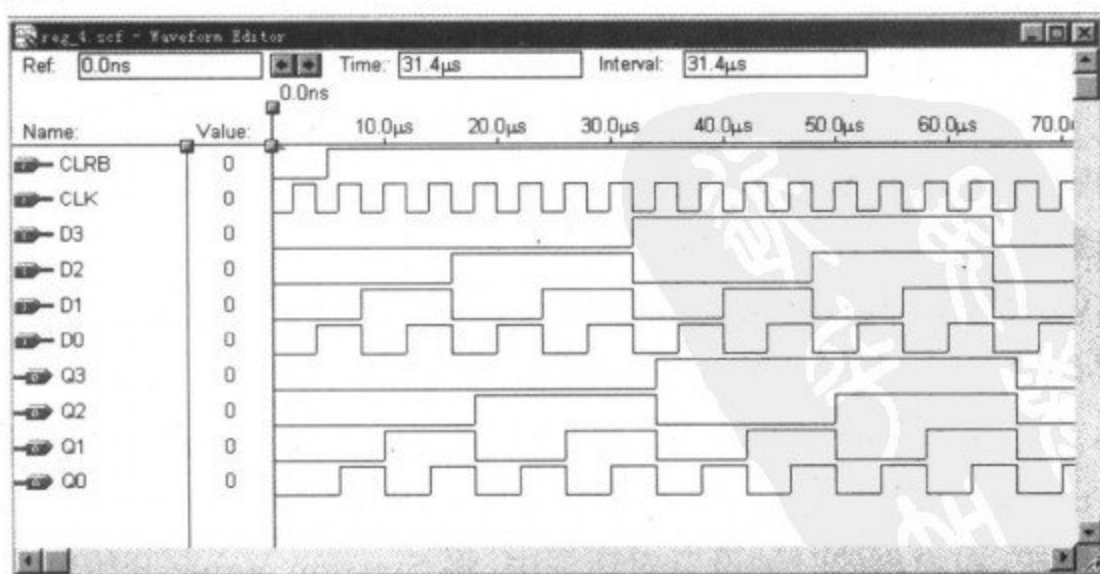 reg_4.scf - Waveform Editor
Ref: 0.0ns Time: 31.4μs Interval: 31.4μs
0.0ns
Name: Value: 10.0μs 20.0μs 30.0μs 40.0μs 50.0μs 60.0μs 70.0
CLRB 0
CLK 0
D3 0
D2 0
D1 0
D0 0
Q3 0
Q2 0
Q1 0
Q0 0